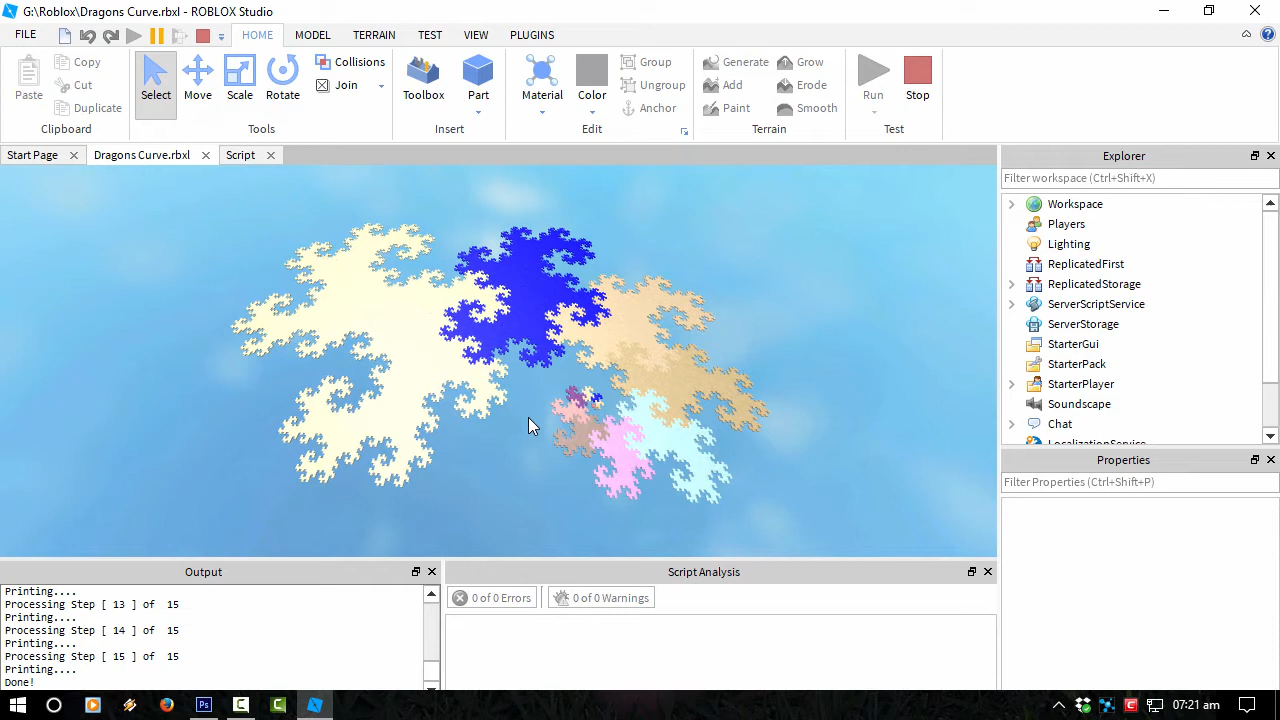 G:\Roblox\Dragons Curve.rbxl - ROBLOX Studio
FILE HOME MODEL TERRAIN TEST VIEW PLUGINS
Paste Copy Cut Duplicate
Clipboard
Select Move Scale Rotate Collisions Join
Tools
Toolbox Part
Insert
Material Color Group Ungroup Anchor
Edit
Generate Grow
Add Erode
Paint Smooth
Terrain
Run Stop
Test
Start Page Dragons Curve.rbxl Script
Explorer
Filter workspace (Ctrl+Shift+X)
Workspace
Players
Lighting
ReplicatedFirst
ReplicatedStorage
ServerScriptService
ServerStorage
StarterGui
StarterPack
StarterPlayer
Soundscape
Chat
LocalizationService
Properties
Filter Properties (Ctrl+Shift+P)
Output
Printing....
Processing Step [ 13 ] of 15
Printing....
Processing Step [ 14 ] of 15
Printing....
Processing Step [ 15 ] of 15
Printing....
Done!
Script Analysis
0 of 0 Errors 0 of 0 Warnings
07:21 am